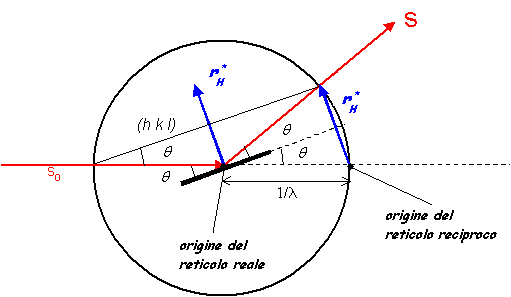 S
r*H
r*H
(h k l)
θ
θ
θ
θ
S0
1/λ
origine del
reticolo reale
origine del
reticolo reciproco